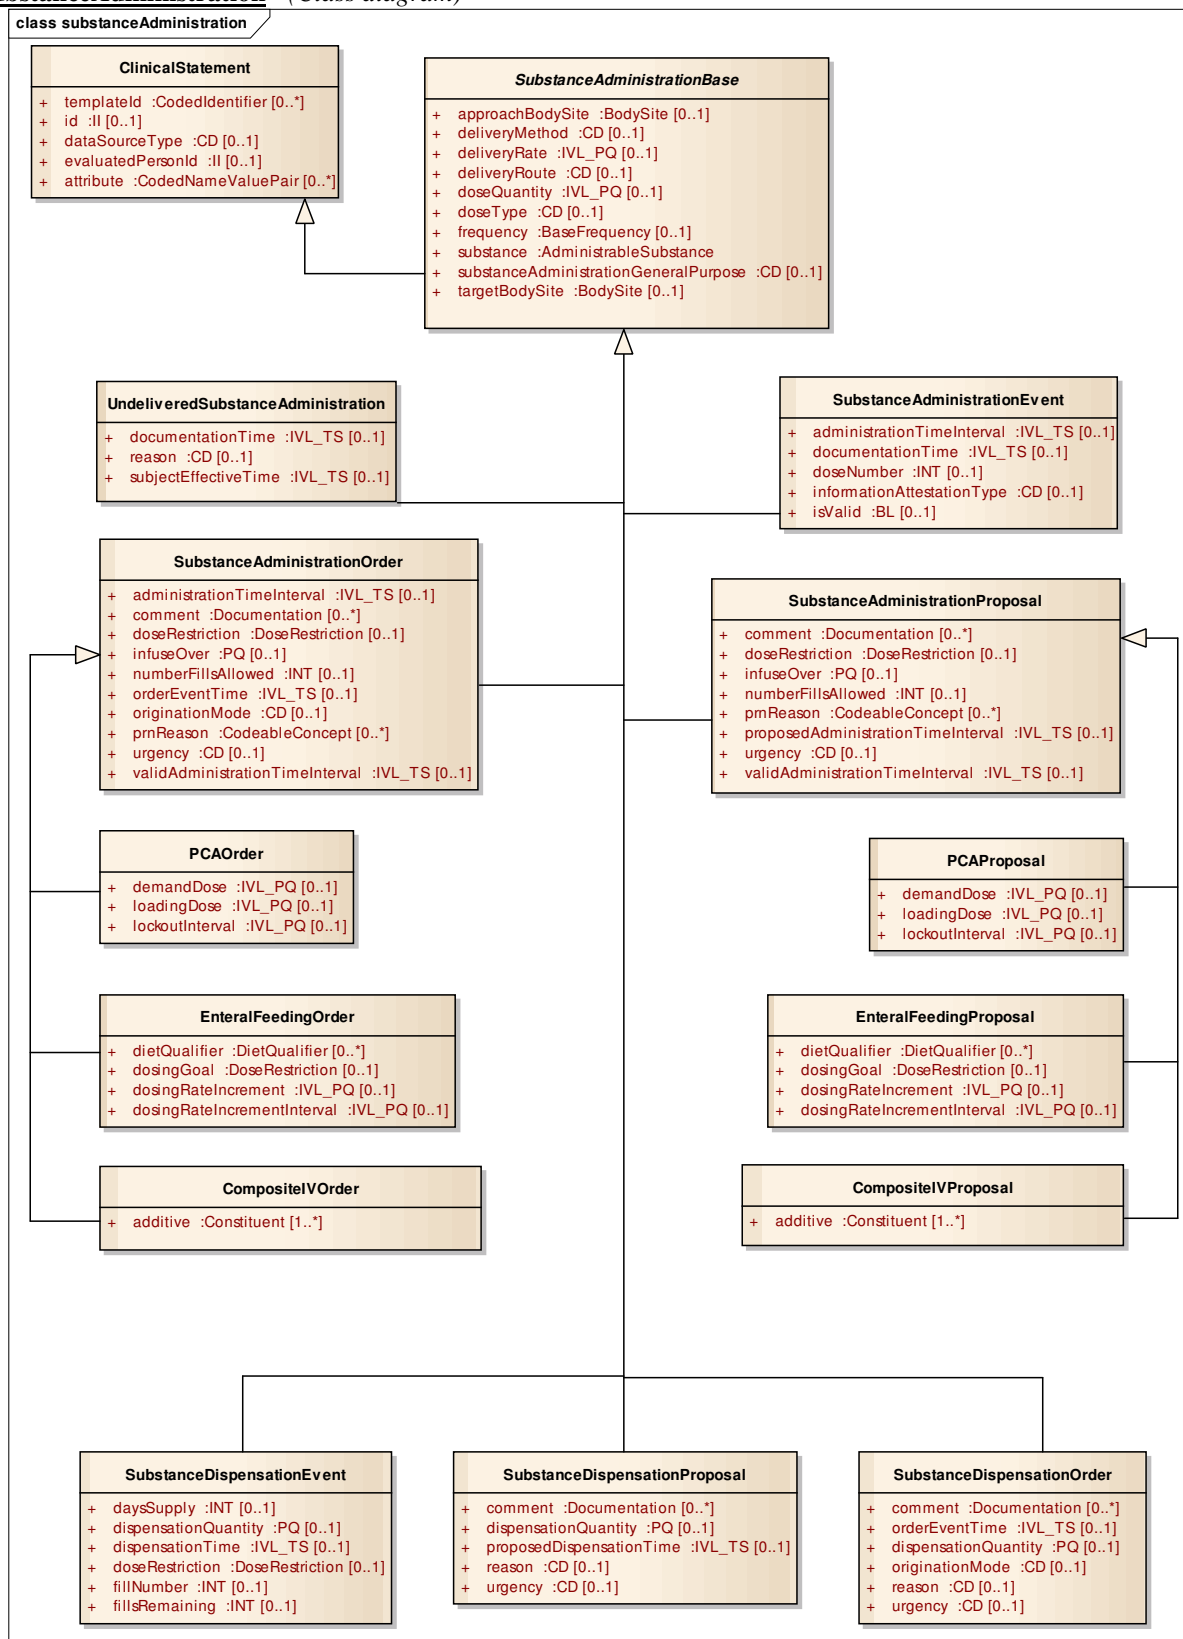 (Class diagram)
class substanceAdministration
ClinicalStatement
+ templateId :CodedIdentifier [0..*]
+ id :II [0..1]
+ dataSourceType :CD [0..1]
+ evaluatedPersonId :II [0..1]
+ attribute :CodedNameValuePair [0..*]
SubstanceAdministrationBase
+ approachBodySite :BodySite [0..1]
+ deliveryMethod :CD [0..1]
+ deliveryRate :IVL_PQ [0..1]
+ deliveryRoute :CD [0..1]
+ doseQuantity :IVL_PQ [0..1]
+ doseType :CD [0..1]
+ frequency :BaseFrequency [0..1]
+ substance :AdministrableSubstance
+ substanceAdministrationGeneralPurpose :CD [0..1]
+ targetBodySite :BodySite [0..1]
UndeliveredSubstanceAdministration
+ documentationTime :IVL_TS [0..1]
+ reason :CD [0..1]
+ subjectEffectiveTime :IVL_TS [0..1]
SubstanceAdministrationEvent
+ administrationTimeInterval :IVL_TS [0..1]
+ documentationTime :IVL_TS [0..1]
+ doseNumber :INT [0..1]
+ informationAttestationType :CD [0..1]
+ isValid :BL [0..1]
SubstanceAdministrationOrder
+ administrationTimeInterval :IVL_TS [0..1]
+ comment :Documentation [0..*]
+ doseRestriction :DoseRestriction [0..1]
+ infuseOver :PQ [0..1]
+ numberFillsAllowed :INT [0..1]
+ orderEventTime :IVL_TS [0..1]
+ originationMode :CD [0..1]
+ prnReason :CodeableConcept [0..*]
+ urgency :CD [0..1]
+ validAdministrationTimeInterval :IVL_TS [0..1]
SubstanceAdministrationProposal
+ comment :Documentation [0..*]
+ doseRestriction :DoseRestriction [0..1]
+ infuseOver :PQ [0..1]
+ numberFillsAllowed :INT [0..1]
+ prnReason :CodeableConcept [0..*]
+ proposedAdministrationTimeInterval :IVL_TS [0..1]
+ urgency :CD [0..1]
+ validAdministrationTimeInterval :IVL_TS [0..1]
PCAOrder
+ demandDose :IVL_PQ [0..1]
+ loadingDose :IVL_PQ [0..1]
+ lockoutInterval :IVL_PQ [0..1]
PCAProposal
+ demandDose :IVL_PQ [0..1]
+ loadingDose :IVL_PQ [0..1]
+ lockoutInterval :IVL_PQ [0..1]
EnteralFeedingOrder
+ dietQualifier :DietQualifier [0..*]
+ dosingGoal :DoseRestriction [0..1]
+ dosingRateIncrement :IVL_PQ [0..1]
+ dosingRateIncrementInterval :IVL_PQ [0..1]
EnteralFeedingProposal
+ dietQualifier :DietQualifier [0..*]
+ dosingGoal :DoseRestriction [0..1]
+ dosingRateIncrement :IVL_PQ [0..1]
+ dosingRateIncrementInterval :IVL_PQ [0..1]
CompositeIVOrder
+ additive :Constituent [1..*]
CompositeIVProposal
+ additive :Constituent [1..*]
SubstanceDispensationEvent
+ daysSupply :INT [0..1]
+ dispensationQuantity :PQ [0..1]
+ dispensationTime :IVL_TS [0..1]
+ doseRestriction :DoseRestriction [0..1]
+ fillNumber :INT [0..1]
+ fillsRemaining :INT [0..1]
SubstanceDispensationProposal
+ comment :Documentation [0..*]
+ dispensationQuantity :PQ [0..1]
+ proposedDispensationTime :IVL_TS [0..1]
+ reason :CD [0..1]
+ urgency :CD [0..1]
SubstanceDispensationOrder
+ comment :Documentation [0..*]
+ orderEventTime :IVL_TS [0..1]
+ dispensationQuantity :PQ [0..1]
+ originationMode :CD [0..1]
+ reason :CD [0..1]
+ urgency :CD [0..1]